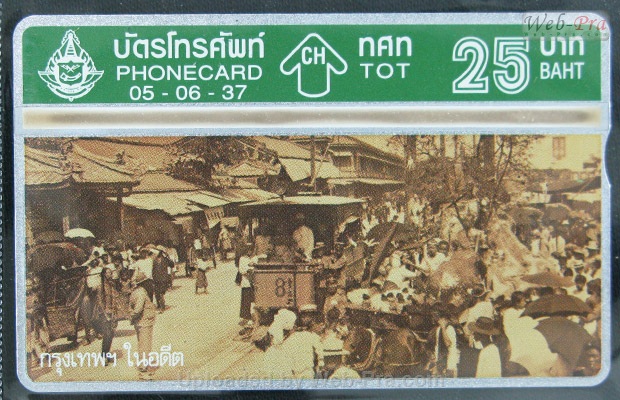 Web-Pra
บัตรโทรศัพท์ CH ทศท 25 บาท
PHONECARD TOT BAHT
05-06-37
8
กรุงเทพฯ ในอดีต
Uploaded by Web-Pra.com